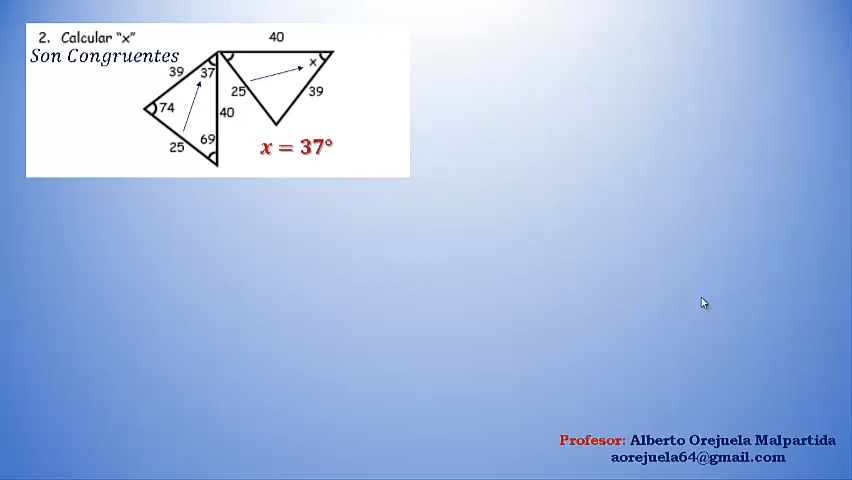 2. Calcular “x”
Son Congruentes
40
39
37
x
74
25
39
40
69
25
x = 37°
Profesor: Alberto Orejuela Malpartida
aorejuela64@gmail.com